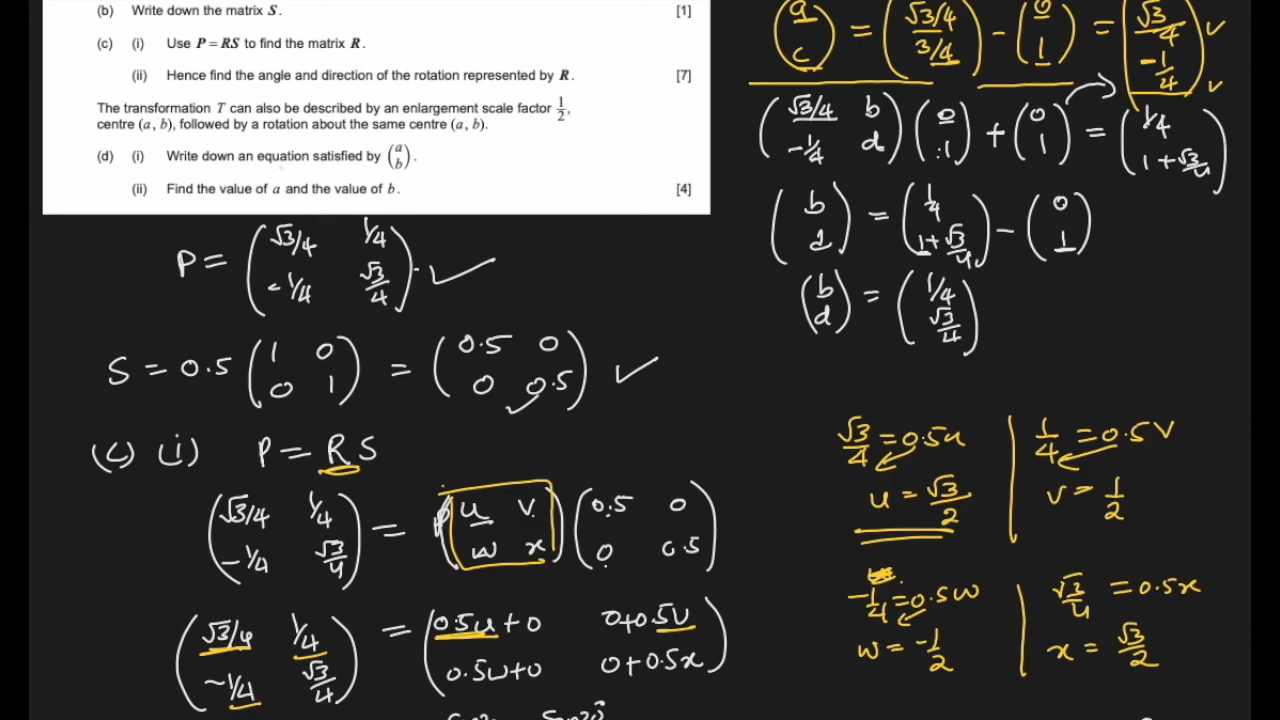 (b) Write down the matrix S. [1]
(c) (i) Use P = RS to find the matrix R.
(ii) Hence find the angle and direction of the rotation represented by R. [7]
The transformation T can also be described by an enlargement scale factor 1/2,
centre (a, b), followed by a rotation about the same centre (a, b).
(d) (i) Write down an equation satisfied by (a b).
(ii) Find the value of a and the value of b. [4]
P = (√3/4 1/4
-1/4 √3/4) ✓
S = 0.5 (1 0
0 1) = (0.5 0
0 0.5) ✓
(c) (i) P = RS
(√3/4 1/4
-1/4 √3/4) = (u v
w x) (0.5 0
0 0.5)
(√3/4 1/4
-1/4 √3/4) = (0.5u+0 0+0.5v
0.5w+0 0+0.5x)
(a
c) = (√3/4
3/4) - (0
1) = (√3/4
-1/4)
(√3/4 b
-1/4 d) (0
1) + (0
1) = (1/4
1+√3/4)
(b
d) = (1/4
1+√3/4) - (0
1)
(b
d) = (1/4
√3/4)
√3/4 = 0.5u
u = √3/2
1/4 = 0.5v
v = 1/2
-1/4 = 0.5w
w = -1/2
√3/4 = 0.5x
x = √3/2